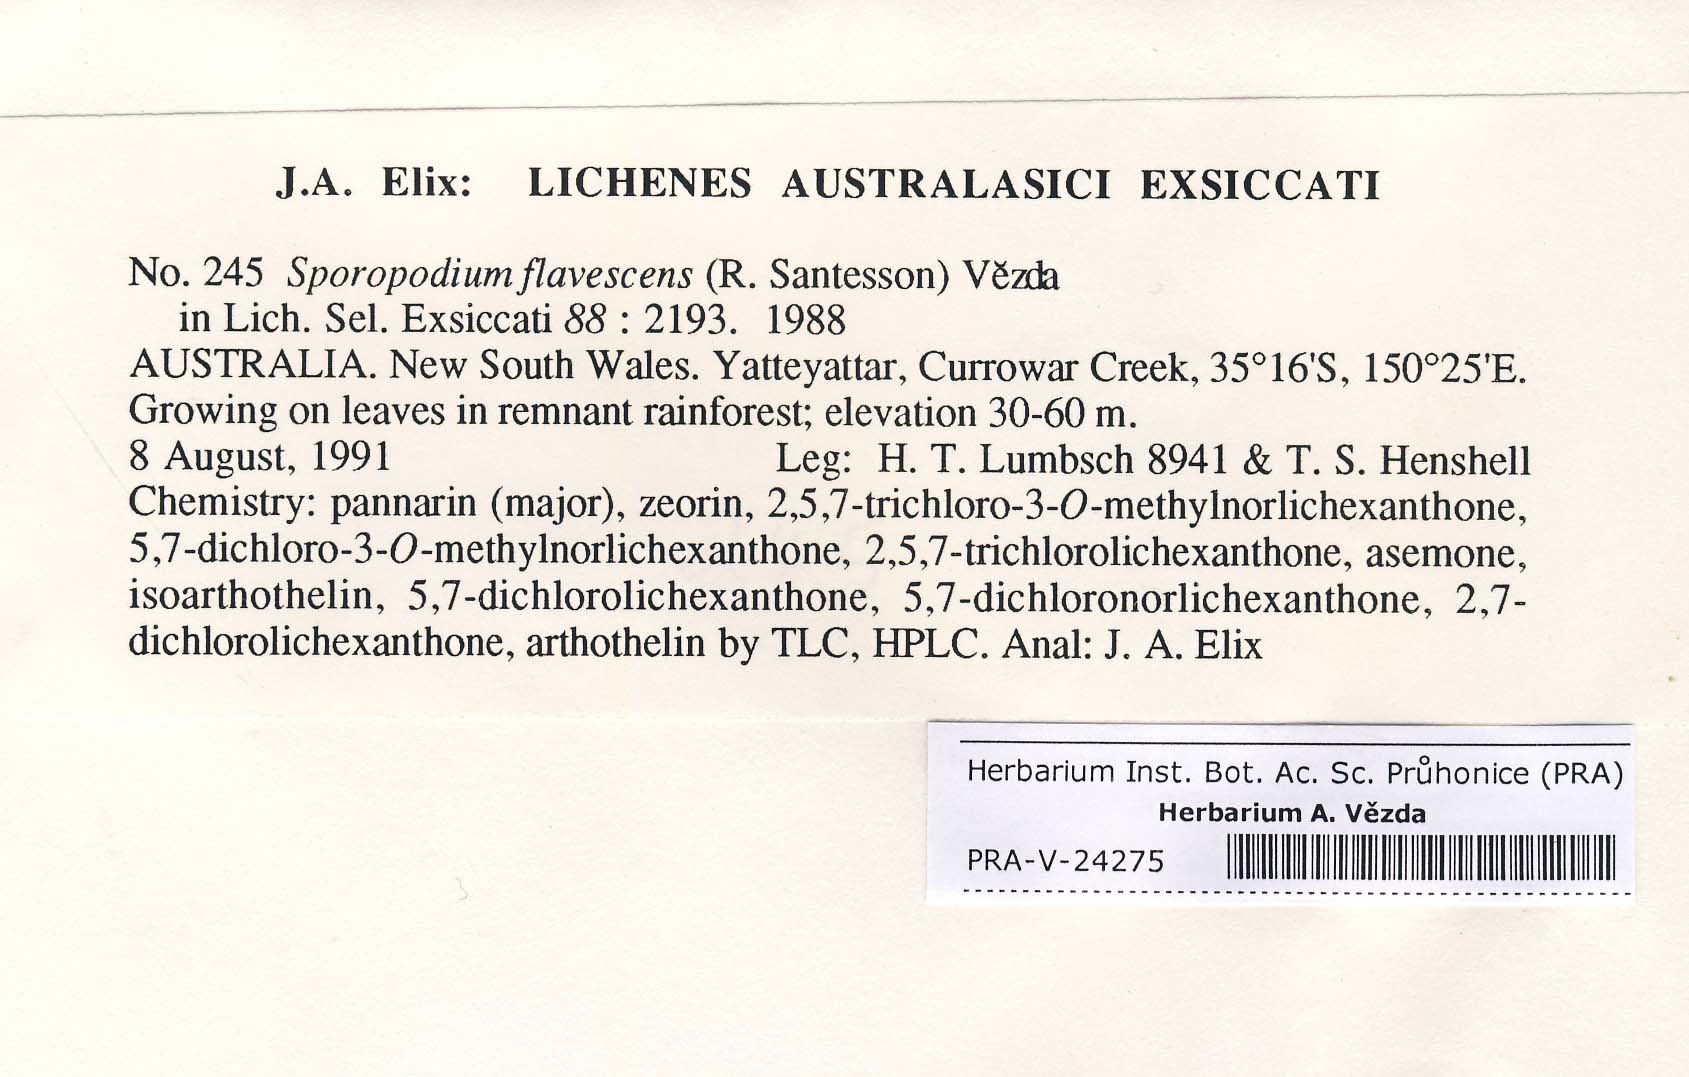 J.A. Elix: LICHENES AUSTRALASICI EXSICCATI
No. 245 Sporopodium flavescens (R. Santesson) Vězda
in Lich. Sel. Exsiccati 88 : 2193. 1988
AUSTRALIA. New South Wales. Yatteyattar, Currowar Creek, 35°16'S, 150°25'E.
Growing on leaves in remnant rainforest; elevation 30-60 m.
8 August, 1991 Leg: H. T. Lumbsch 8941 & T. S. Henshell
Chemistry: pannarin (major), zeorin, 2,5,7-trichloro-3-O-methylnorlichexanthone,
5,7-dichloro-3-O-methylnorlichexanthone, 2,5,7-trichlorolichexanthone, asemone,
isoarthothelin, 5,7-dichlorolichexanthone, 5,7-dichloronorlichexanthone, 2,7-
dichlorolichexanthone, arthothelin by TLC, HPLC. Anal: J. A. Elix
Herbarium Inst. Bot. Ac. Sc. Průhonice (PRA)
Herbarium A. Vězda
PRA-V-24275